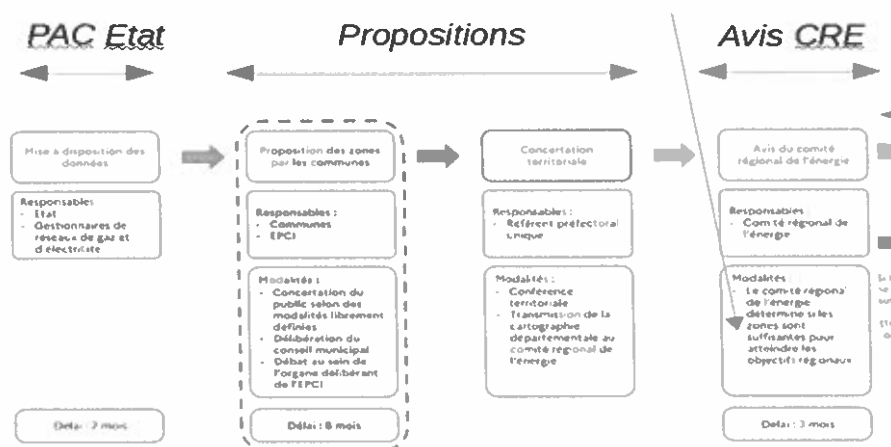 PAC Etat
Propositions
Avis CRE
Mise à disposition des
données
Proposition des zones
par les communes
Concertation
territoriale
Avis du comité
régional de l'énergie
Responsables
- Etat
- Gestionnaires de
réseaux de gaz et
d'électricité
Responsables :
- Communes
- EPCI
Responsables :
- Référent préfectoral
unique
Responsables
- Comité régional de
l'énergie
Modalités :
- Concertation du
public selon des
modalités librement
définies
- Délibération du
conseil municipal
- Débat au sein de
l'organe délibérant
de l'EPCI
Modalités :
- Conférence
territoriale
- Transmission de la
cartographie
départementale au
comité régional de
l'énergie
Modalités
- Le comité régional
de l'énergie
détermine si les
zones sont
suffisantes pour
atteindre les
objectifs régionaux
Délai : 2 mois
Délai : 8 mois
Délai : 3 mois